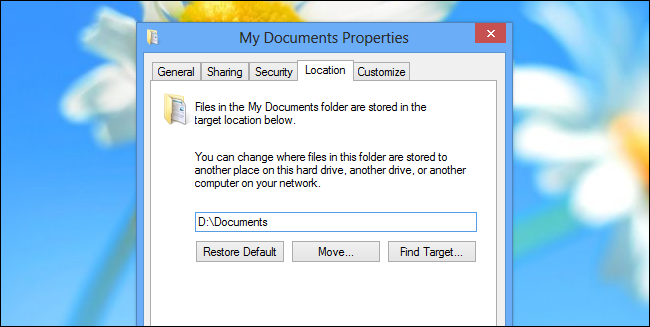 My Documents Properties
General Sharing Security Location Customize
Files in the My Documents folder are stored in the
target location below.
You can change where files in this folder are stored to
another place on this hard drive, another drive, or another
computer on your network.
D:\Documents
Restore Default Move... Find Target...